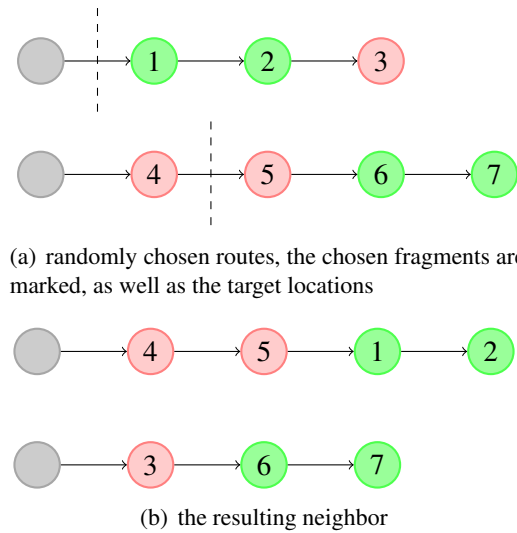 1 2 3
4 5 6 7
(a) randomly chosen routes, the chosen fragments are
marked, as well as the target locations
4 5 1 2
3 6 7
(b) the resulting neighbor